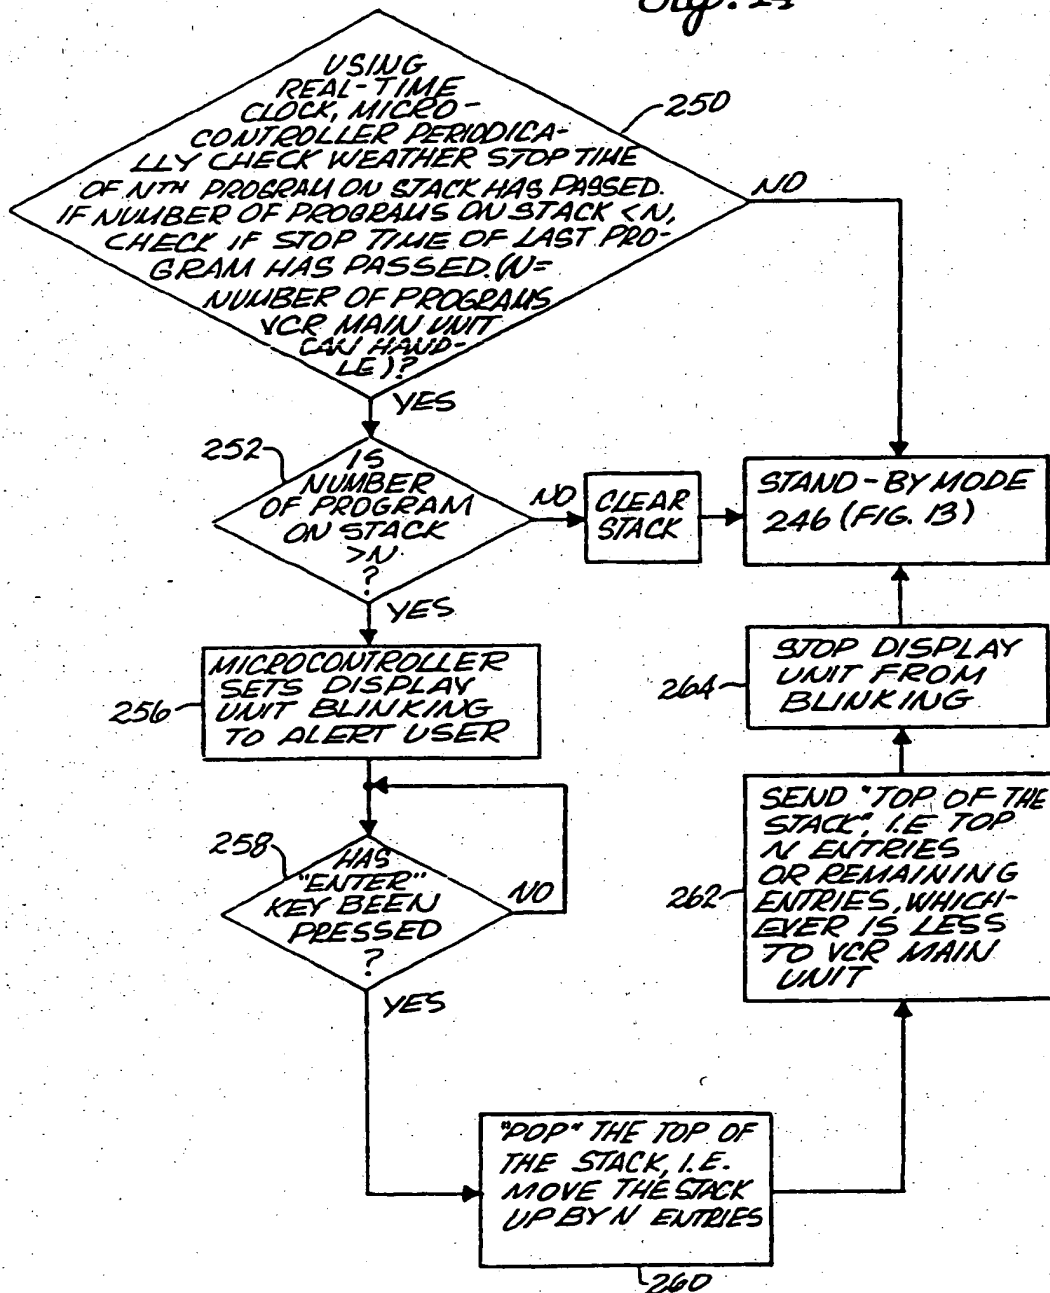 Fig. 14
USING
REAL-TIME
CLOCK, MICRO-
CONTROLLER PERIODICA-
LLY CHECK WEATHER STOP TIME
OF NTH PROGRAM ON STACK HAS PASSED.
IF NUMBER OF PROGRAMS ON STACK <N,
CHECK IF STOP TIME OF LAST PRO-
GRAM HAS PASSED.(N=
NUMBER OF PROGRAMS
VCR MAIN UNIT
CAN HAND-
LE)?
250
NO
YES
252
IS
NUMBER
OF PROGRAM
ON STACK
>N
?
NO
CLEAR
STACK
STAND-BY MODE
246 (FIG. 13)
YES
MICROCONTROLLER
SETS DISPLAY
UNIT BLINKING
TO ALERT USER
256
STOP DISPLAY
UNIT FROM
BLINKING
264
258
HAS
"ENTER"
KEY BEEN
PRESSED
?
NO
YES
SEND "TOP OF THE
STACK", I.E TOP
N ENTRIES
OR REMAINING
ENTRIES, WHICH-
EVER IS LESS
TO VCR MAIN
UNIT
262
"POP" THE TOP OF
THE STACK, I.E.
MOVE THE STACK
UP BY N ENTRIES
260